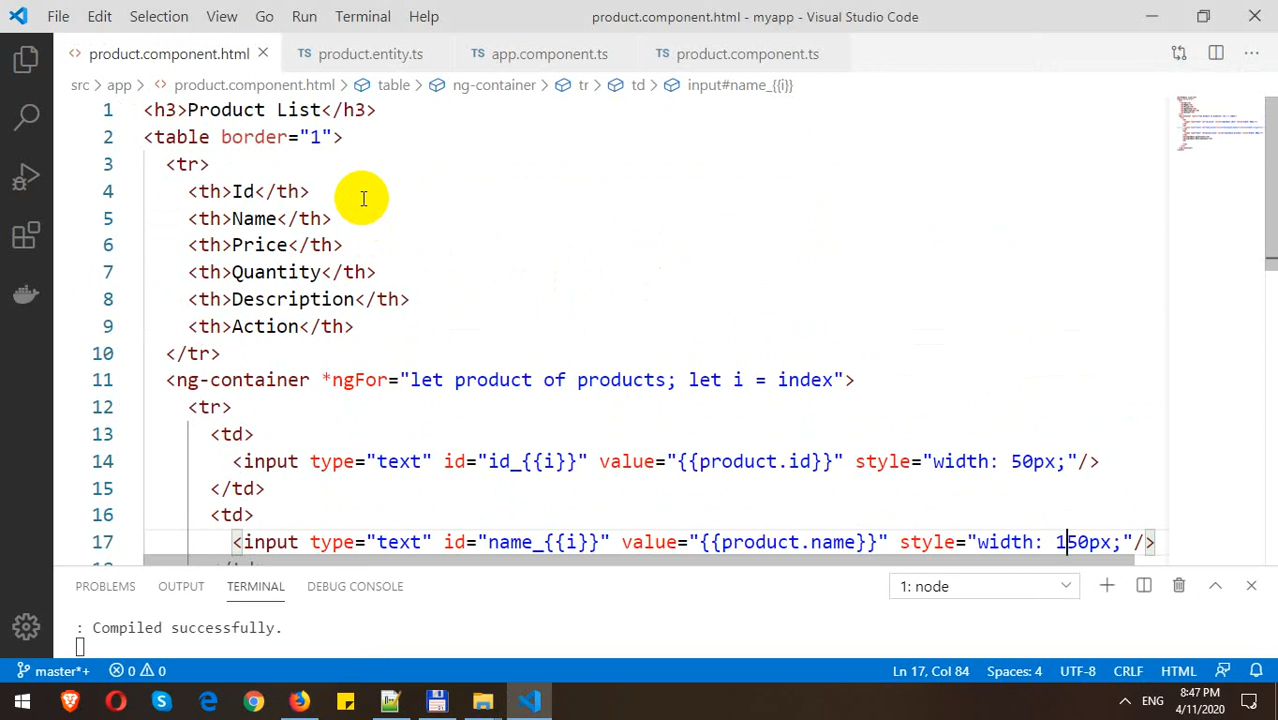 File Edit Selection View Go Run Terminal Help product.component.html - myapp - Visual Studio Code
<> product.component.html TS product.entity.ts TS app.component.ts TS product.component.ts
src > app > product.component.html > table > ng-container > tr > td > input#name_{{i}}
1 <h3>Product List</h3>
2 <table border="1">
3 <tr>
4 <th>Id</th>
5 <th>Name</th>
6 <th>Price</th>
7 <th>Quantity</th>
8 <th>Description</th>
9 <th>Action</th>
10 </tr>
11 <ng-container *ngFor="let product of products; let i = index">
12 <tr>
13 <td>
14 <input type="text" id="id_{{i}}" value="{{product.id}}" style="width: 50px;"/>
15 </td>
16 <td>
17 <input type="text" id="name_{{i}}" value="{{product.name}}" style="width: 150px;"/>
PROBLEMS OUTPUT TERMINAL DEBUG CONSOLE 1: node
: Compiled successfully.
master*+ 0 0 Ln 17, Col 84 Spaces: 4 UTF-8 CRLF HTML
ENG 8:47 PM
4/11/2020